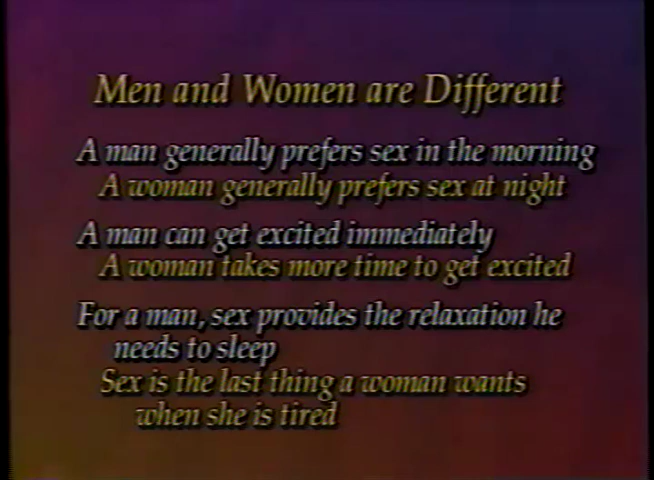 Men and Women are Different
A man generally prefers sex in the morning
A woman generally prefers sex at night
A man can get excited immediately
A woman takes more time to get excited
For a man, sex provides the relaxation he
needs to sleep
Sex is the last thing a woman wants
when she is tired